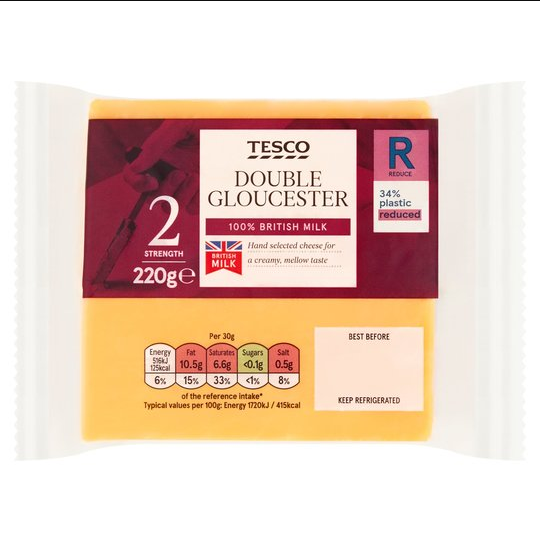 TESCO
DOUBLE
GLOUCESTER
100% BRITISH MILK
BRITISH
MILK
Hand selected cheese for
a creamy, mellow taste
2
STRENGTH
220g℮
R
REDUCE
34%
plastic
reduced
Per 30g
Energy
516kJ
125kcal
6%
Fat
10.5g
15%
Saturates
6.6g
33%
Sugars
<0.1g
<1%
Salt
0.5g
8%
of the reference intake*
Typical values per 100g: Energy 1720kJ / 415kcal
BEST BEFORE
KEEP REFRIGERATED